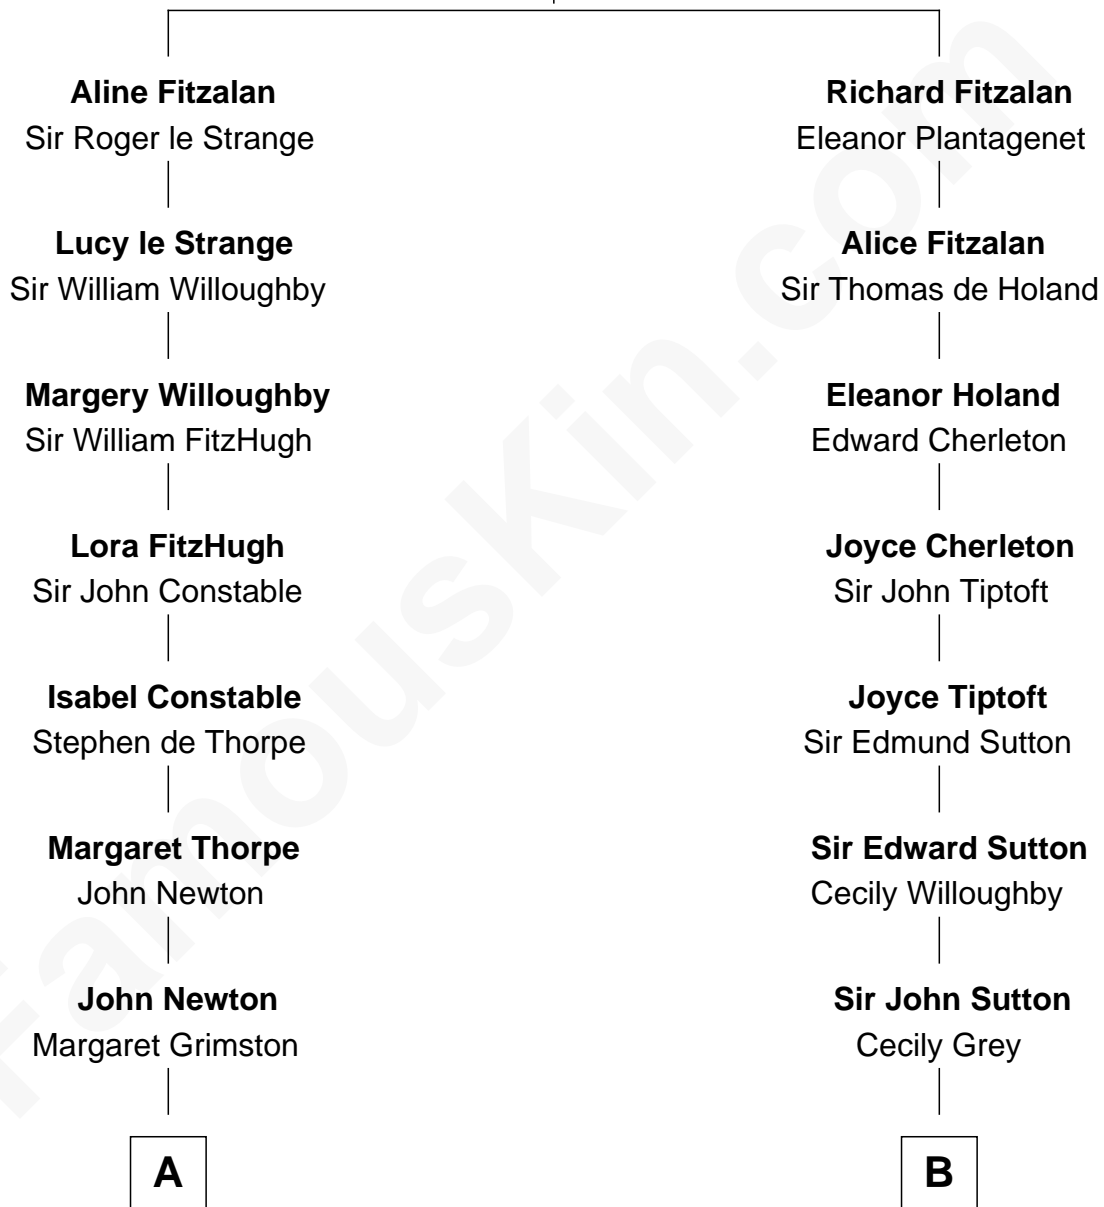 Aline Fitzalan
Sir Roger le Strange
Lucy le Strange
Sir William Willoughby
Margery Willoughby
Sir William FitzHugh
Lora FitzHugh
Sir John Constable
Isabel Constable
Stephen de Thorpe
Margaret Thorpe
John Newton
John Newton
Margaret Grimston
A
Richard Fitzalan
Eleanor Plantagenet
Alice Fitzalan
Sir Thomas de Holand
Eleanor Holand
Edward Cherleton
Joyce Cherleton
Sir John Tiptoft
Joyce Tiptoft
Sir Edmund Sutton
Sir Edward Sutton
Cecily Willoughby
Sir John Sutton
Cecily Grey
B
FamousKin.com